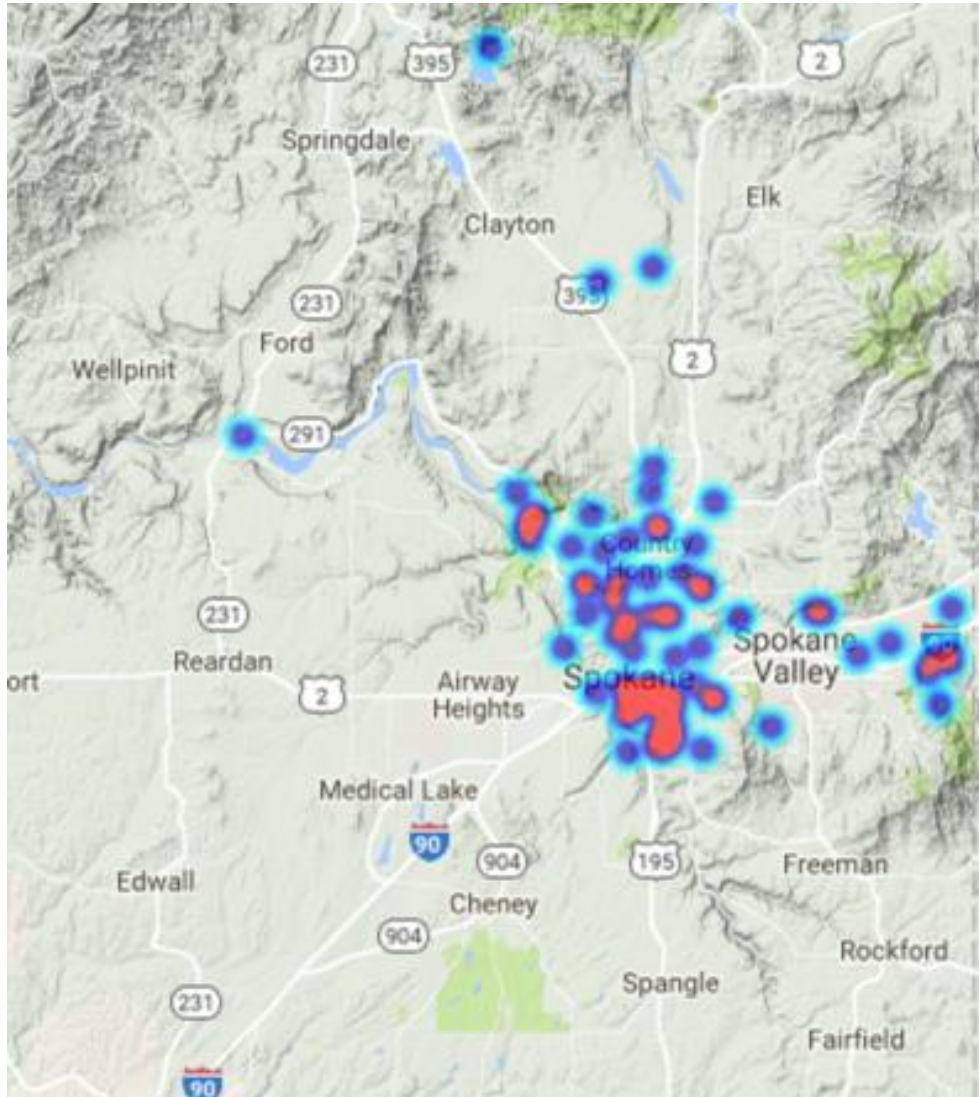 231
395
2
Springdale
Elk
Clayton
395
231
Ford
2
Wellpinit
291
Country
Homes
231
Spokane
Valley
Reardan
ort
Airway
Heights
Spokane
2
Medical Lake
90
904
195
Freeman
Edwall
Cheney
904
Rockford
Spangle
231
Fairfield
90